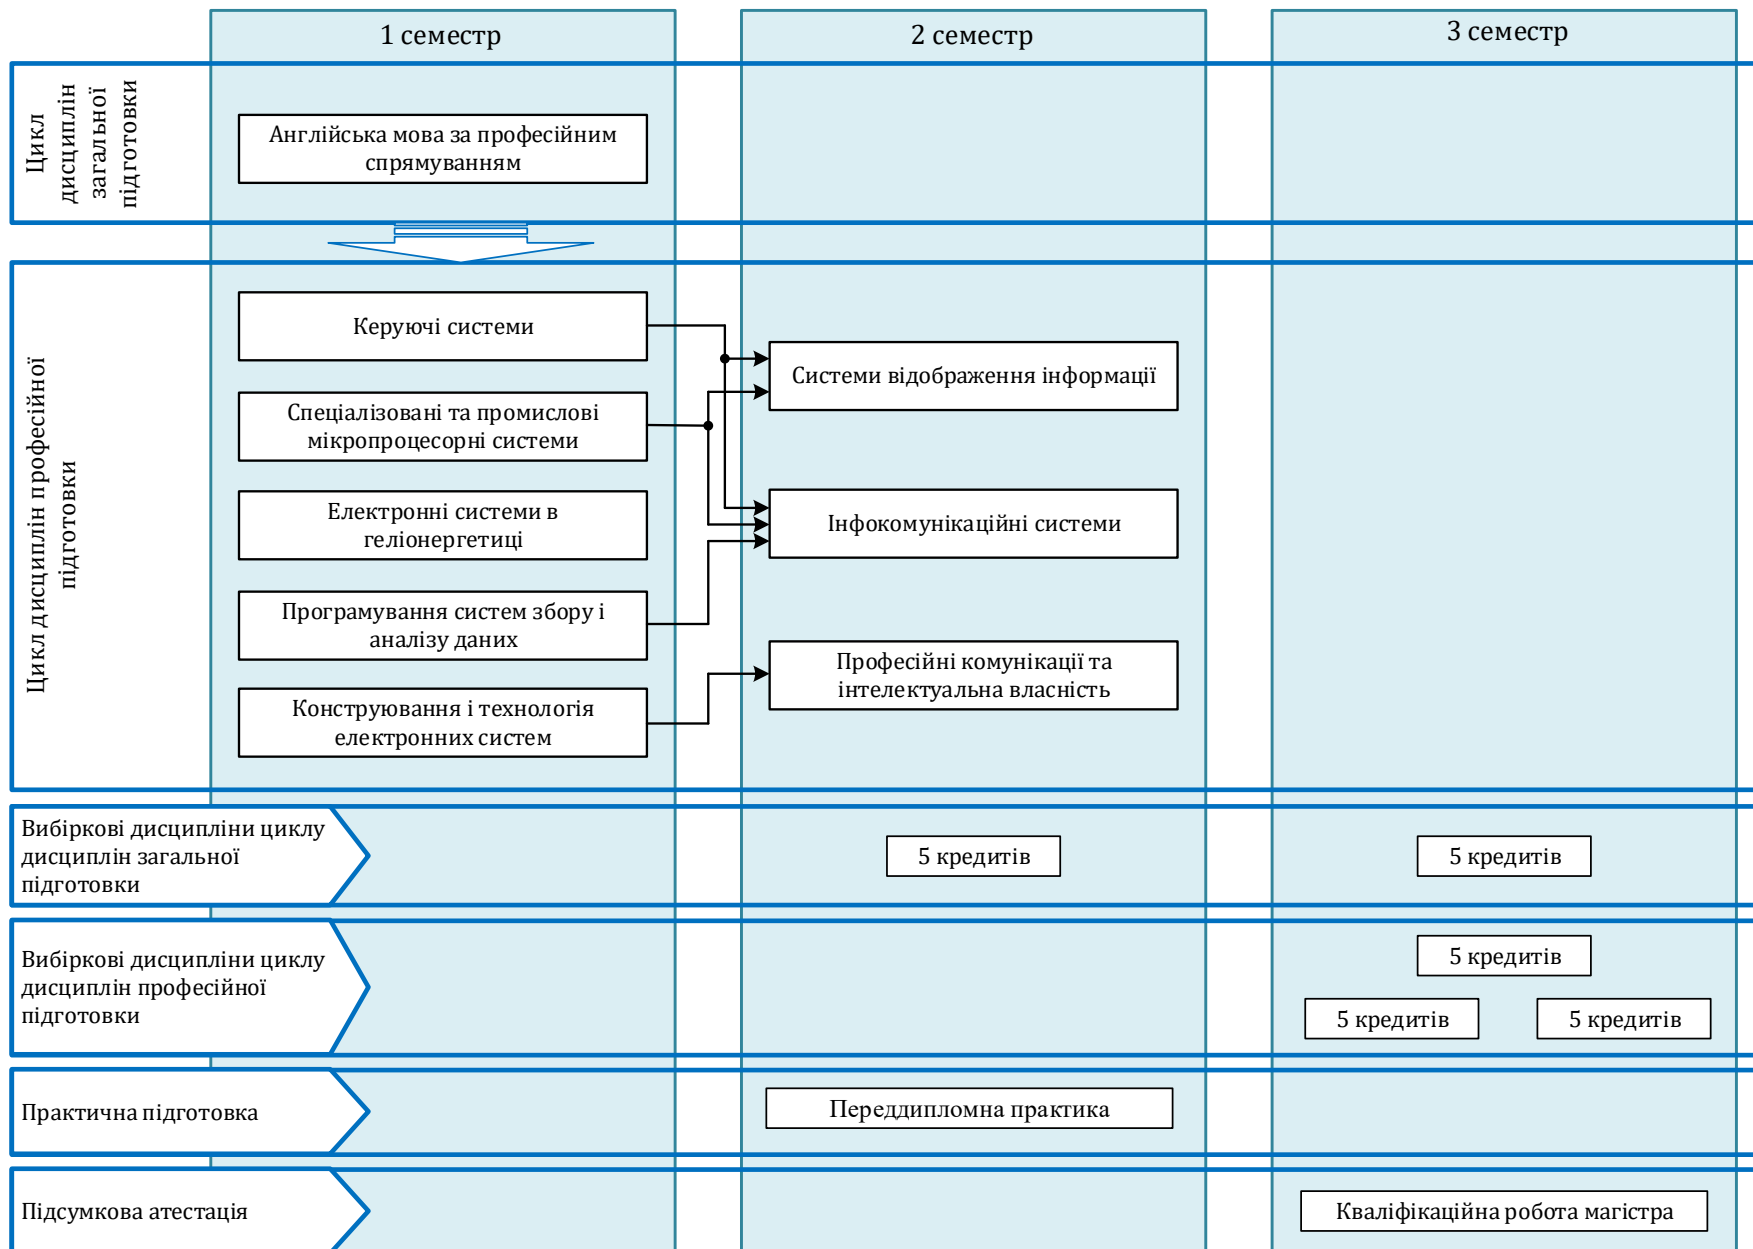 1 семестр
2 семестр
3 семестр
Цикл
дисциплін
загальної
підготовки
Англійська мова за професійним
спрямуванням
Цикл дисциплін професійної
підготовки
Керуючі системи
Спеціалізовані та промислові
мікропроцесорні системи
Електронні системи в
геліонергетиці
Програмування систем збору і
аналізу даних
Конструювання і технологія
електронних систем
Системи відображення інформації
Інфокомунікаційні системи
Професійні комунікації та
інтелектуальна власність
Вибіркові дисципліни циклу
дисциплін загальної
підготовки
5 кредитів
5 кредитів
Вибіркові дисципліни циклу
дисциплін професійної
підготовки
5 кредитів
5 кредитів
5 кредитів
Практична підготовка
Переддипломна практика
Підсумкова атестація
Кваліфікаційна робота магістра